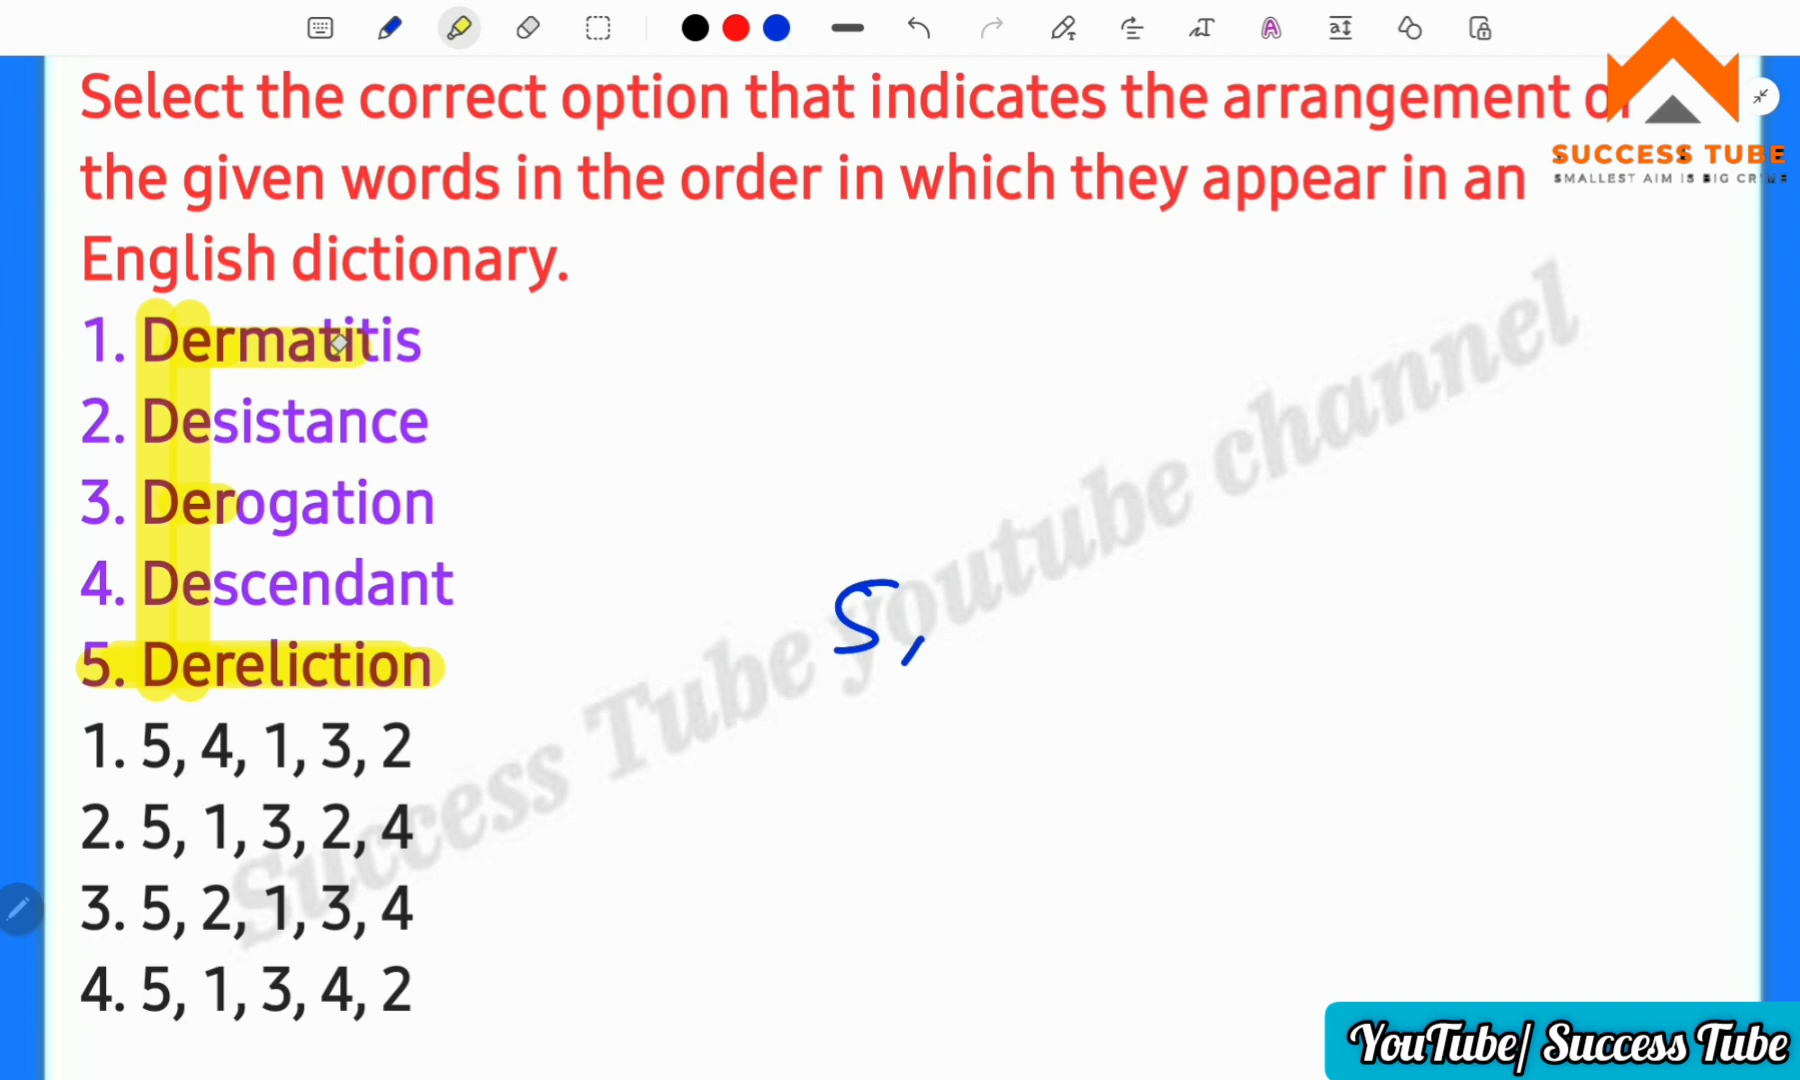 Select the correct option that indicates the arrangement of
the given words in the order in which they appear in an
English dictionary.
1. Dermatitis
2. Desistance
3. Derogation
4. Descendant
5. Dereliction
1. 5, 4, 1, 3, 2
2. 5, 1, 3, 2, 4
3. 5, 2, 1, 3, 4
4. 5, 1, 3, 4, 2
5,
SUCCESS TUBE
SMALLEST AIM IS BIG CRIME
Success Tube youtube channel
YouTube/ Success Tube